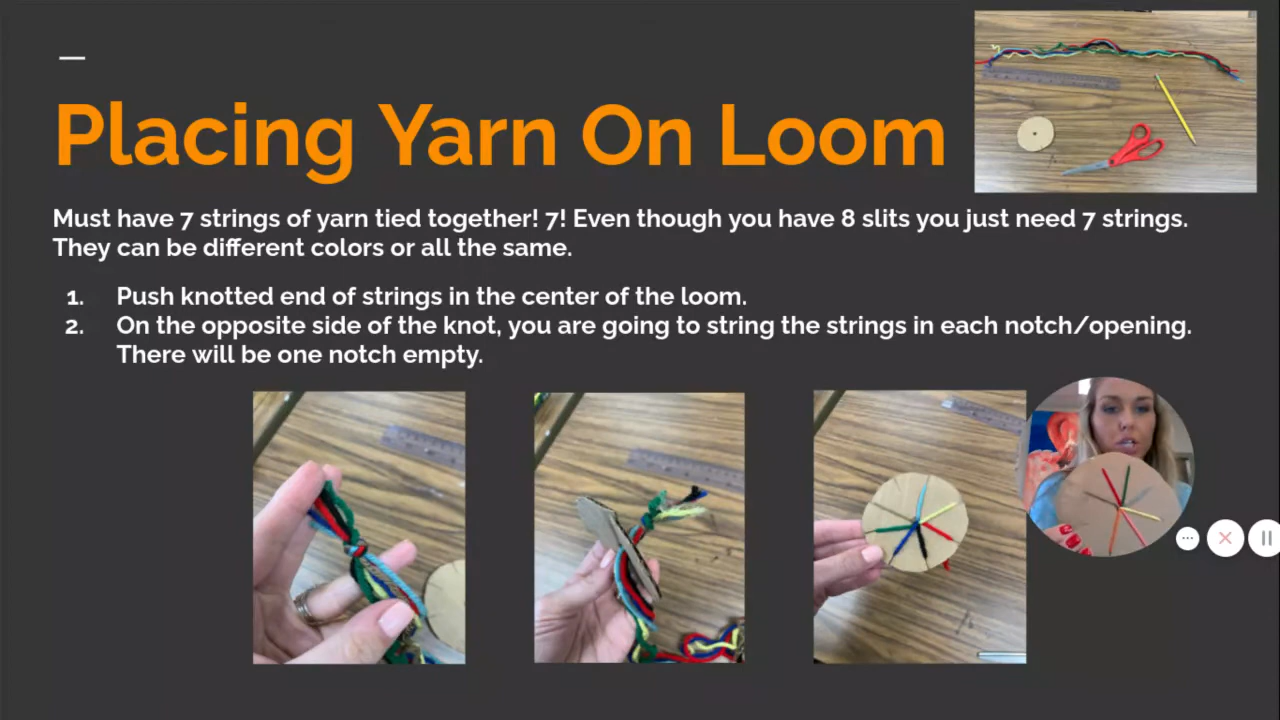 Placing Yarn On Loom
Must have 7 strings of yarn tied together! 7! Even though you have 8 slits you just need 7 strings.
They can be different colors or all the same.
1. Push knotted end of strings in the center of the loom.
2. On the opposite side of the knot, you are going to string the strings in each notch/opening.
There will be one notch empty.